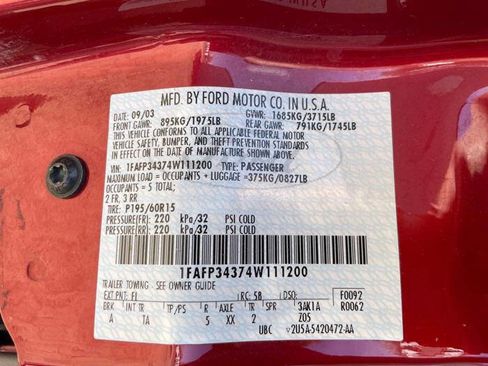 MFD. BY FORD MOTOR CO. IN U.S.A.
DATE: 09/03 GVWR: 1685KG/3715LB
FRONT GAWR: 895KG/1975LB REAR GAWR: 791KG/1745LB
THIS VEHICLE CONFORMS TO ALL APPLICABLE FEDERAL MOTOR
VEHICLE SAFETY, BUMPER, AND THEFT PREVENTION STANDARDS
IN EFFECT ON THE DATE OF MANUFACTURE SHOWN ABOVE.
VEHICLE IN: 1FAFP34374W111200 TYPE: PASSENGER
MAXIMUM LOAD = OCCUPANTS + LUGGAGE =375KG/0827LB
OCCUPANTS = 5 TOTAL;
2 FR, 3 RR
TIRE: P195/60R15
PRESSURE(FR): 220 kPa/32 PSI COLD
PRESSURE(RR): 220 kPa/32 PSI COLD
1FAFP34374W111200
TRAILER TOWING - SEE OWNER GUIDE
EXT PNT: E1 RC: 58 DSO: F0092
BRK INT TR TP/PS R AXLE TR SPR 3AK1A R0062
A TA 5 XX 2 Z05
UBC v2U5A-5420472-AA